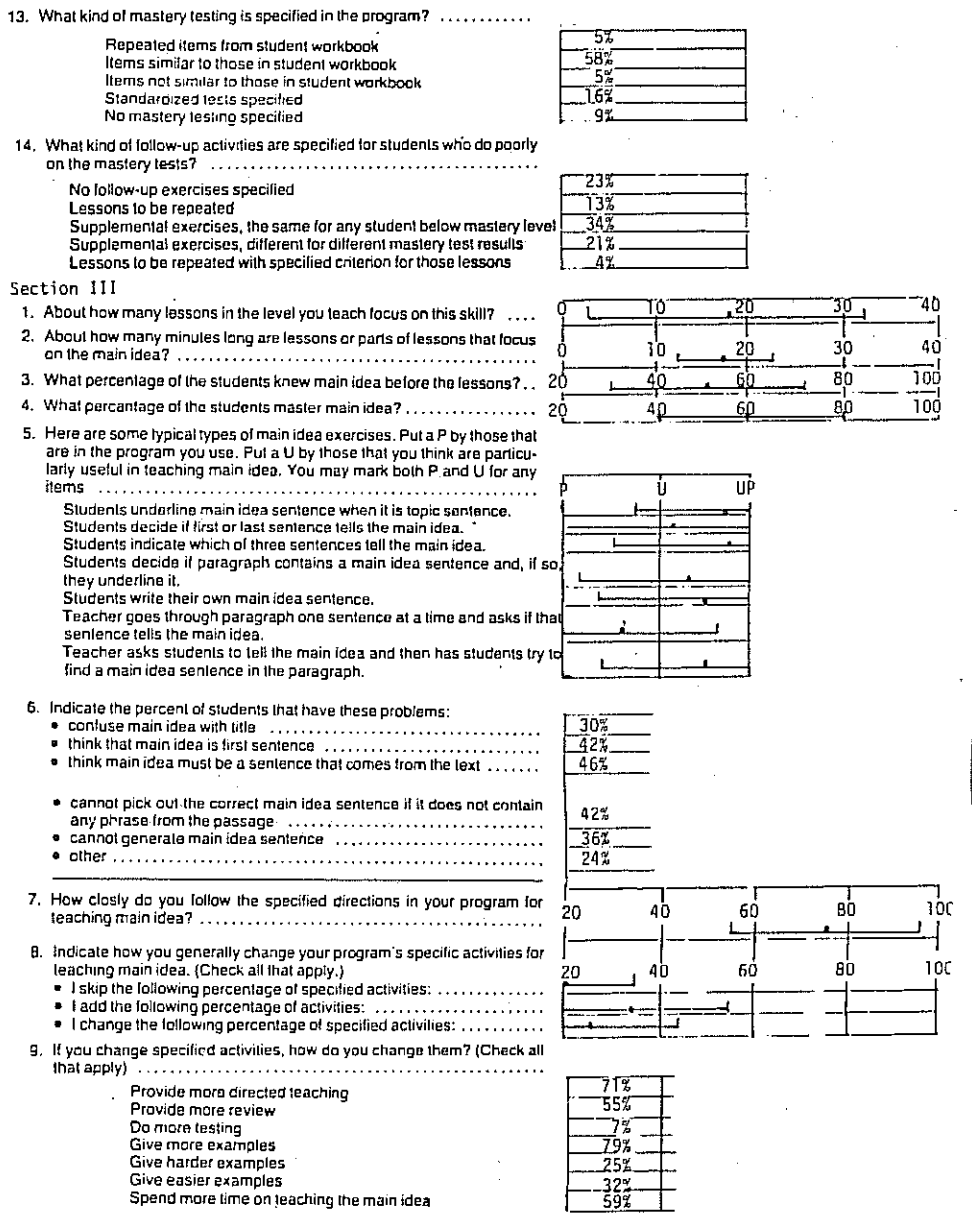 13. What kind of mastery testing is specified in the program? ............
Repeated items from student workbook 5%
Items similar to those in student workbook 58%
Items not similar to those in student workbook 5%
Standardized tests specified 16%
No mastery testing specified 9%
14. What kind of follow-up activities are specified for students who do poorly
on the mastery tests? ........................................
No follow-up exercises specified 23%
Lessons to be repeated 13%
Supplemental exercises, the same for any student below mastery level 34%
Supplemental exercises, different for different mastery test results 21%
Lessons to be repeated with specified criterion for those lessons 4%
Section III
1. About how many lessons in the level you teach focus on this skill? .... 0 10 20 30 40
2. About how many minules long are lessons or parts of lessons that focus
on the main idea? ............................................ 0 10 20 30 40
3. What percentage of the students knew main idea before the lessons? .. 20 40 60 80 100
4. What percantage of the students master main idea? ................ 20 40 60 80 100
5. Here are some typical types of main idea exercises. Put a P by those that
are in the program you use. Put a U by those that you think are particu-
larly useful in teaching main idea. You may mark both P and U for any
items ...................................................... P U UP
Students underline main idea sentence when it is topic sentence.
Students decide if first or last sentence tells the main idea.
Students indicate which of three sentences tell the main idea.
Students decide if paragraph contains a main idea sentence and, if so,
they underline it.
Students write their own main idea sentence.
Teacher goes through paragraph one sentence at a time and asks if that
sentence tells the main idea.
Teacher asks students to tell the main idea and then has students try to
find a main idea sentence in the paragraph.
6. Indicate the percent of students that have these problems:
• confuse main idea with title .................................. 30%
• think that main idea is first sentence ........................... 42%
• think main idea must be a sentence that comes from the text ....... 46%
• cannot pick out the correct main idea sentence if it does not contain
any phrase from the passage ................................ 42%
• cannot generate main idea sentence .......................... 36%
• other ...................................................... 24%
7. How closly do you follow the specified directions in your program for
teaching main idea? .......................................... 20 40 60 80 100
8. Indicate how you generally change your program's specific activities for
teaching main idea. (Check all that apply.) 20 40 60 80 100
• I skip the following percentage of specified activities: .............
• I add the following percentage of activities: .....................
• I change the following percentage of specified activities: ..........
9. If you change specified activities, how do you change them? (Check all
that apply) ..................................................
Provide more directed teaching 71%
Provide more review 55%
Do more testing 7%
Give more examples 79%
Give harder examples 25%
Give easier examples 32%
Spend more time on teaching the main idea 59%